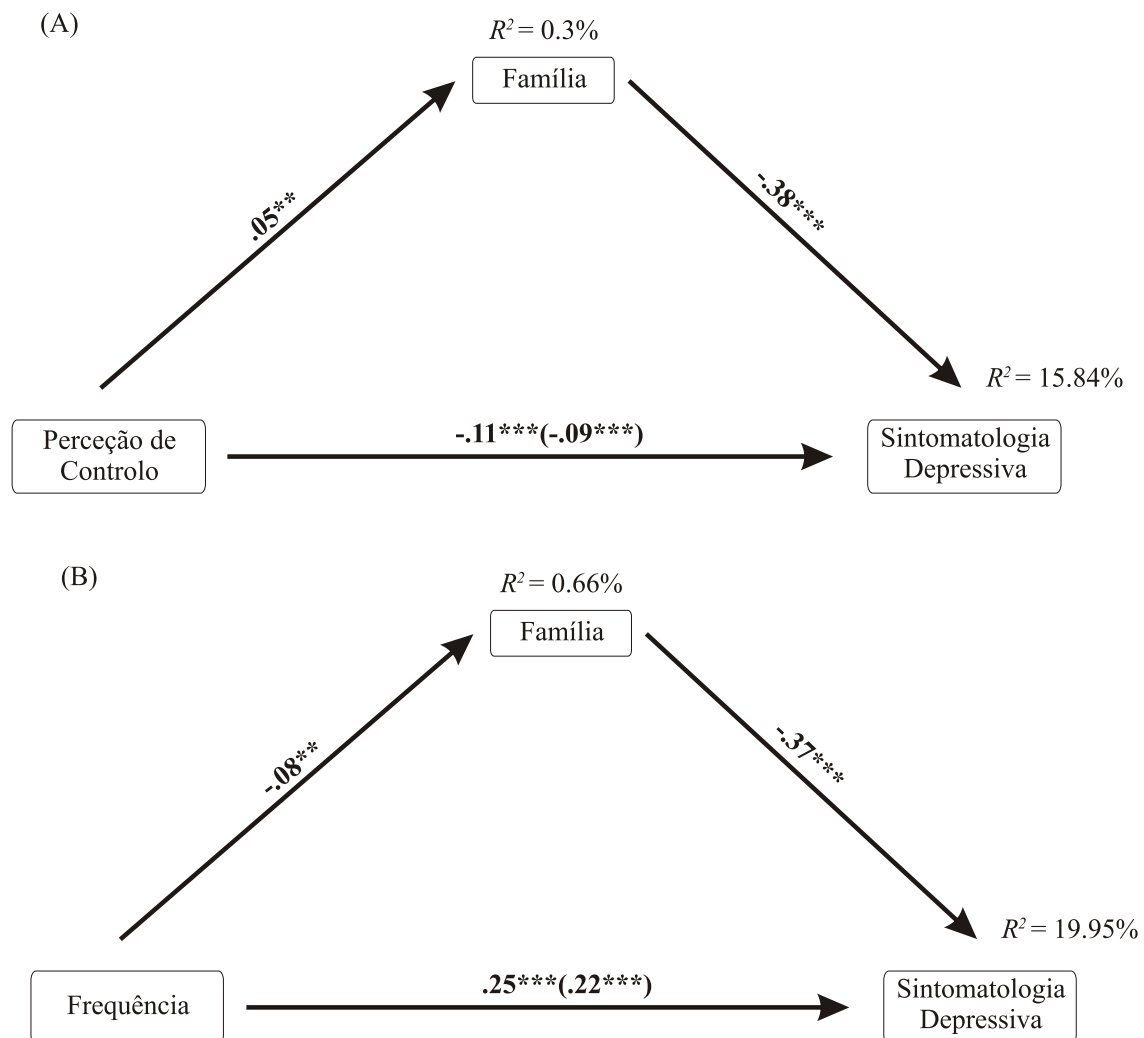 (A)
R² = 0.3%
Família
.05**
-.38***
R² = 15.84%
Perceção de
Controlo
-.11***(-.09***)
Sintomatologia
Depressiva
(B)
R² = 0.66%
Família
-.08**
-.37***
R² = 19.95%
Frequência
.25***(.22***)
Sintomatologia
Depressiva